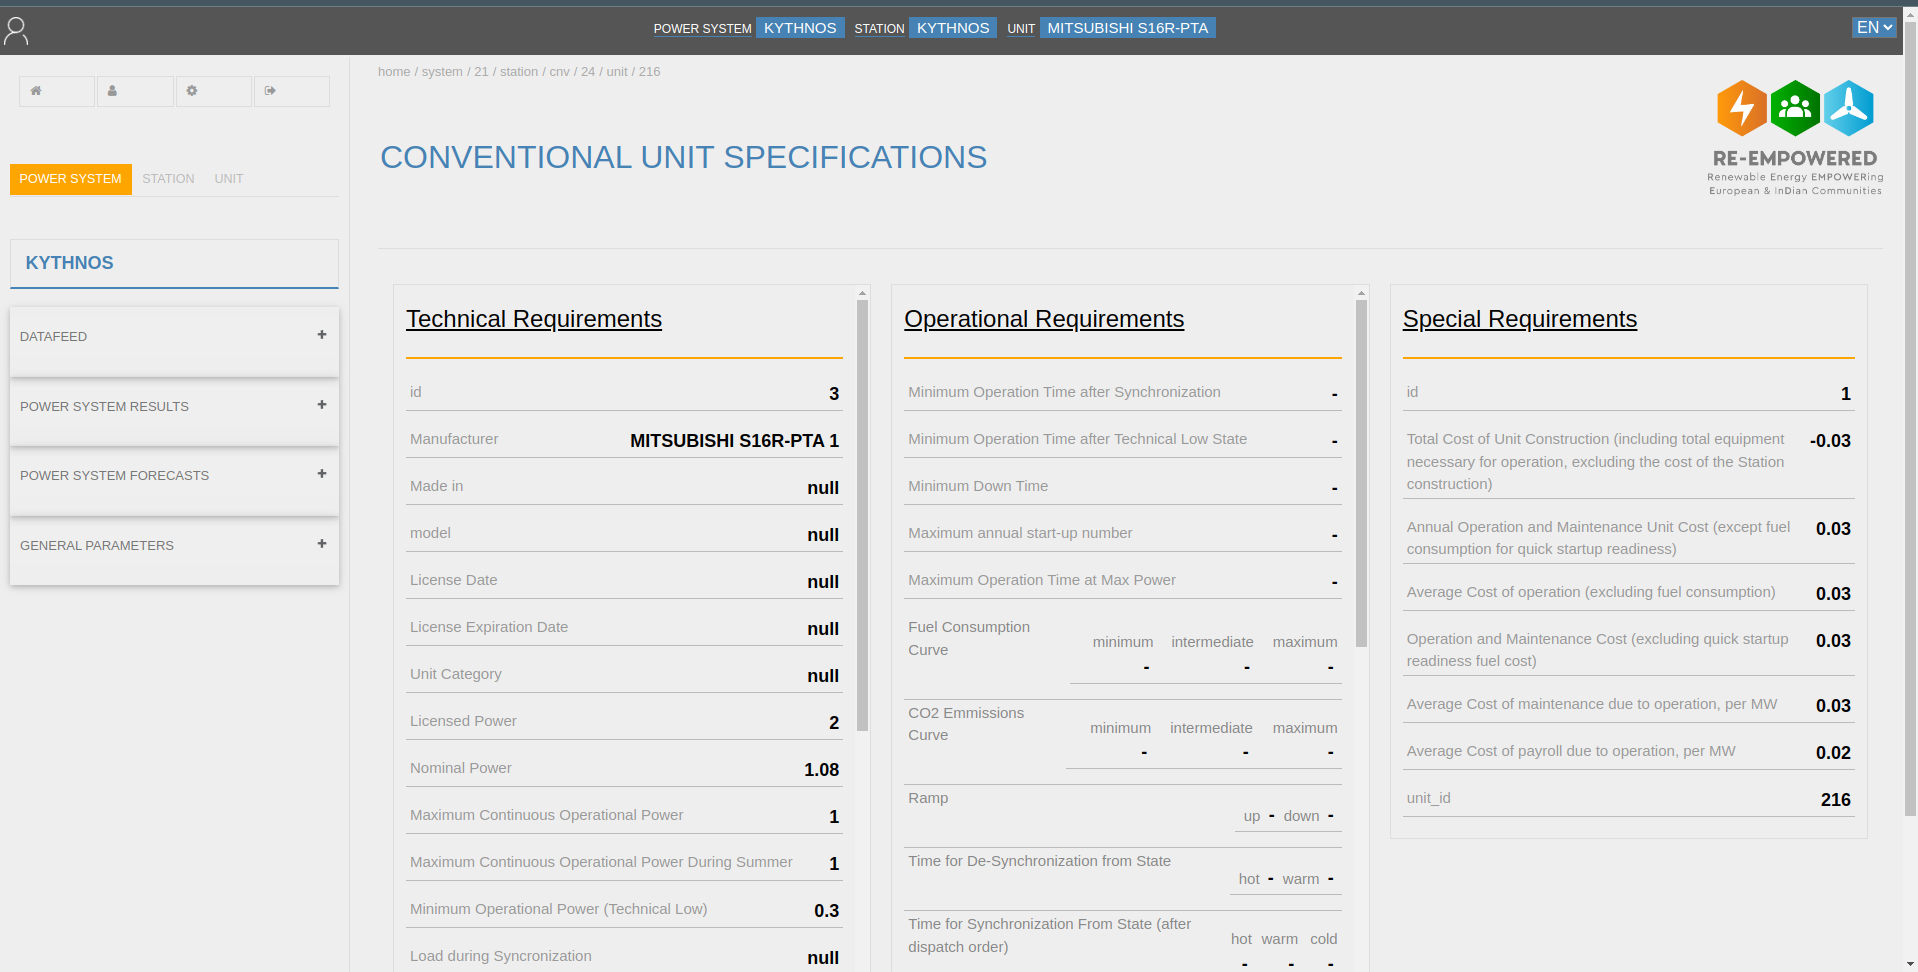 POWER SYSTEM KYTHNOS STATION KYTHNOS UNIT MITSUBISHI S16R-PTA
EN
home / system / 21 / station / cnv / 24 / unit / 216
CONVENTIONAL UNIT SPECIFICATIONS
RE-EMPOWERED
Renewable Energy EMPOWERing
European & InDian Communities
POWER SYSTEM STATION UNIT
KYTHNOS
DATAFEED +
POWER SYSTEM RESULTS +
POWER SYSTEM FORECASTS +
GENERAL PARAMETERS +
Technical Requirements
id 3
Manufacturer MITSUBISHI S16R-PTA 1
Made in null
model null
License Date null
License Expiration Date null
Unit Category null
Licensed Power 2
Nominal Power 1.08
Maximum Continuous Operational Power 1
Maximum Continuous Operational Power During Summer 1
Minimum Operational Power (Technical Low) 0.3
Load during Syncronization null
Operational Requirements
Minimum Operation Time after Synchronization -
Minimum Operation Time after Technical Low State -
Minimum Down Time -
Maximum annual start-up number -
Maximum Operation Time at Max Power -
Fuel Consumption
Curve
minimum intermediate maximum
- - -
CO2 Emmissions
Curve
minimum intermediate maximum
- - -
Ramp
up - down -
Time for De-Synchronization from State
hot - warm -
Time for Synchronization From State (after
dispatch order)
hot warm cold
- - -
Special Requirements
id 1
Total Cost of Unit Construction (including total equipment -0.03
necessary for operation, excluding the cost of the Station
construction)
Annual Operation and Maintenance Unit Cost (except fuel 0.03
consumption for quick startup readiness)
Average Cost of operation (excluding fuel consumption) 0.03
Operation and Maintenance Cost (excluding quick startup 0.03
readiness fuel cost)
Average Cost of maintenance due to operation, per MW 0.03
Average Cost of payroll due to operation, per MW 0.02
unit_id 216